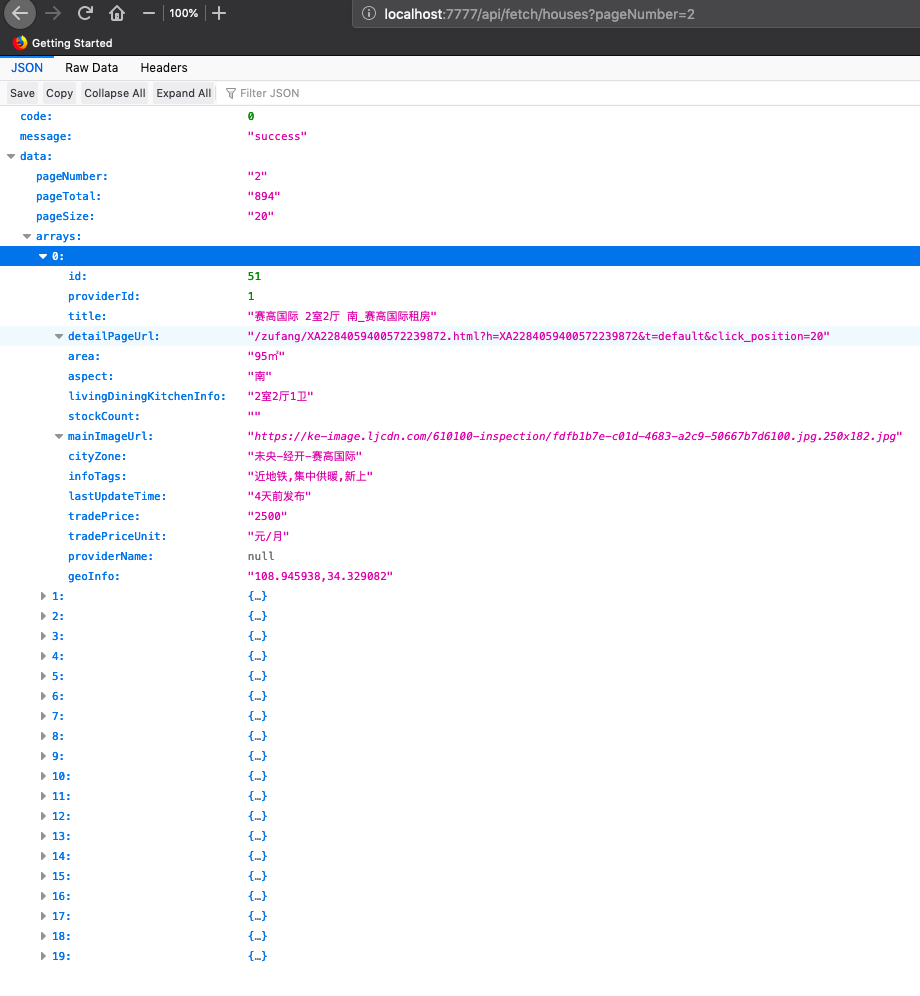 100%
localhost:7777/api/fetch/houses?pageNumber=2
Getting Started
JSON Raw Data Headers
Save Copy Collapse All Expand All Filter JSON
code: 0
message: "success"
data:
pageNumber: "2"
pageTotal: "894"
pageSize: "20"
arrays:
0:
id: 51
providerId: 1
title: "赛高国际 2室2厅 南_赛高国际租房"
detailPageUrl: "/zufang/XA2284059400572239872.html?h=XA2284059400572239872&t=default&click_position=20"
area: "95㎡"
aspect: "南"
livingDiningKitchenInfo: "2室2厅1卫"
stockCount: ""
mainImageUrl: "https://ke-image.ljcdn.com/610100-inspection/fdfb1b7e-c01d-4683-a2c9-50667b7d6100.jpg.250x182.jpg"
cityZone: "未央-经开-赛高国际"
infoTags: "近地铁,集中供暖,新上"
lastUpdateTime: "4天前发布"
tradePrice: "2500"
tradePriceUnit: "元/月"
providerName: null
geoInfo: "108.945938,34.329082"
1: {…}
2: {…}
3: {…}
4: {…}
5: {…}
6: {…}
7: {…}
8: {…}
9: {…}
10: {…}
11: {…}
12: {…}
13: {…}
14: {…}
15: {…}
16: {…}
17: {…}
18: {…}
19: {…}